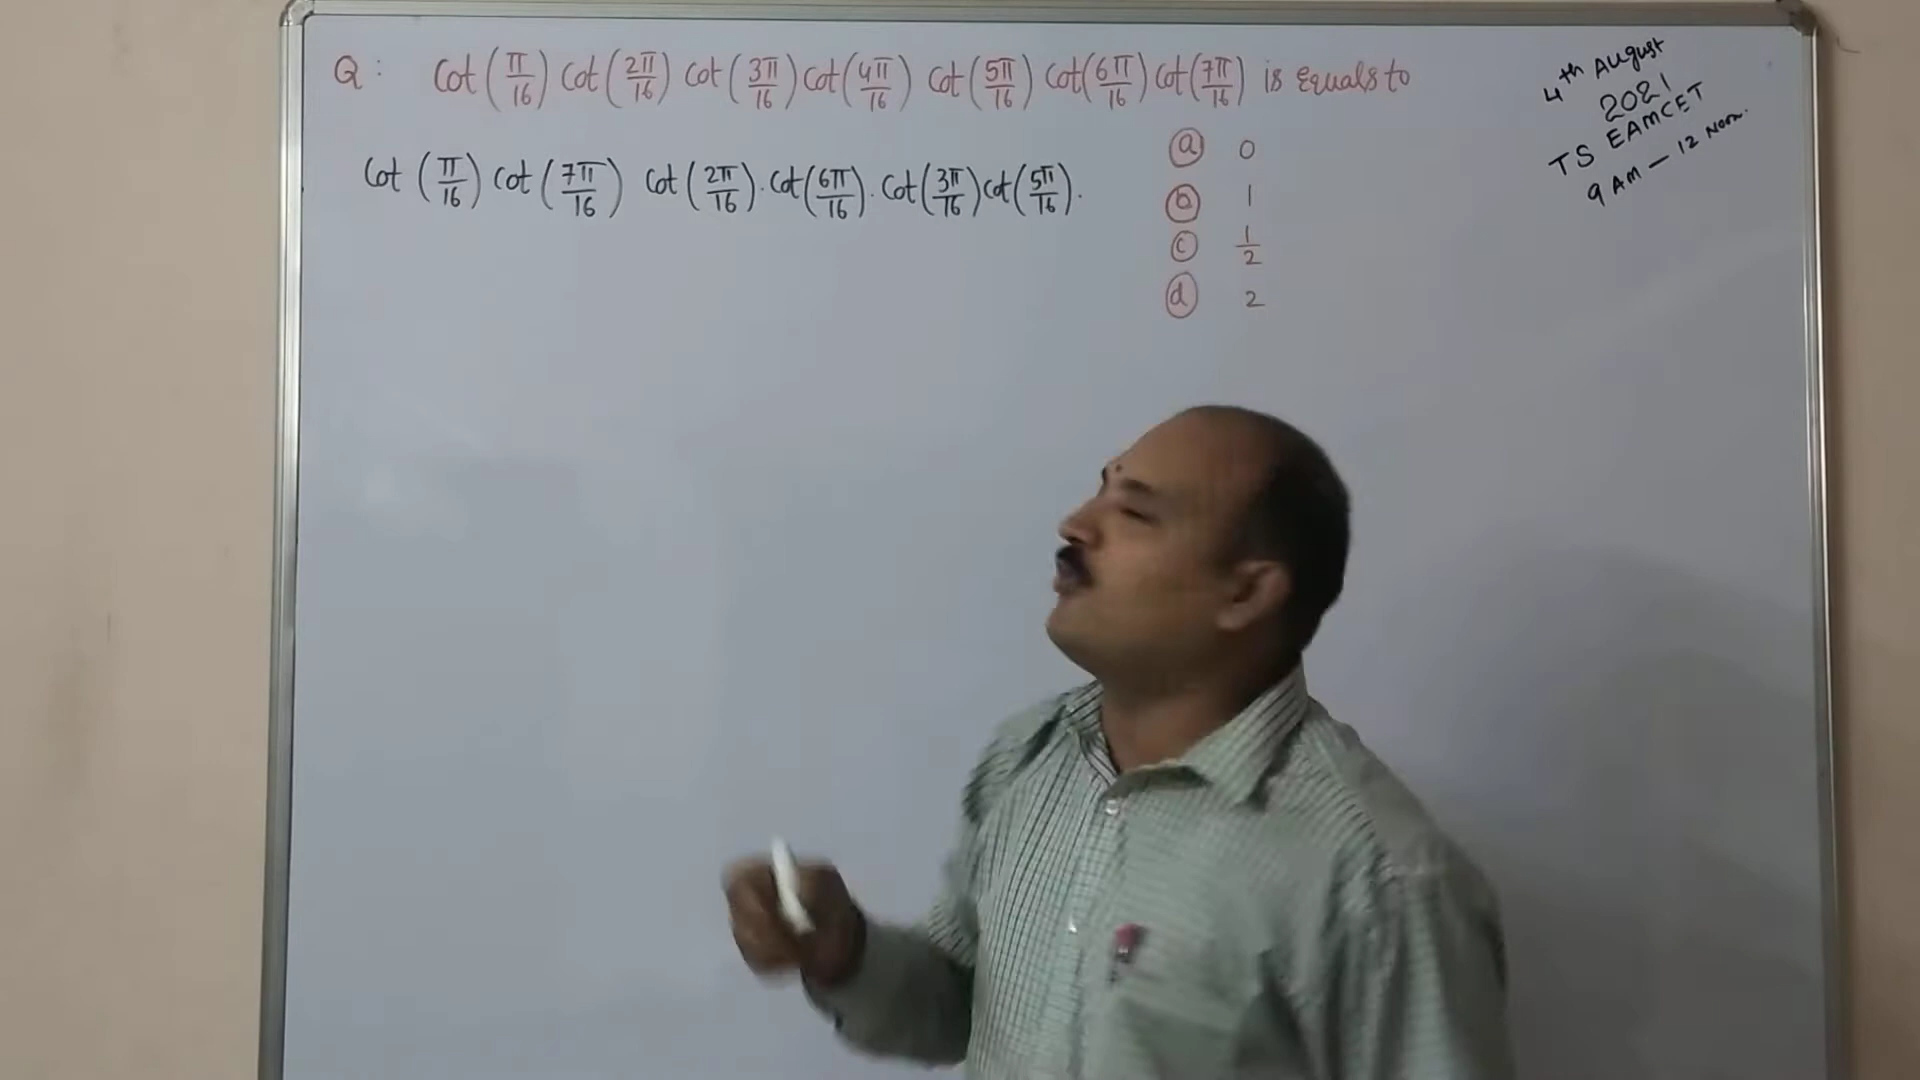 Q : Cot(π/16) Cot(2π/16) Cot(3π/16) Cot(4π/16) Cot(5π/16) Cot(6π/16) Cot(7π/16) is Equals to
Cot (π/16) Cot (7π/16) Cot (2π/16) . Cot (6π/16) . Cot (3π/16) Cot (5π/16) .
ⓐ 0
ⓑ 1
ⓒ 1/2
ⓓ 2
4th August
2021
TS EAMCET
9 AM – 12 Noon.